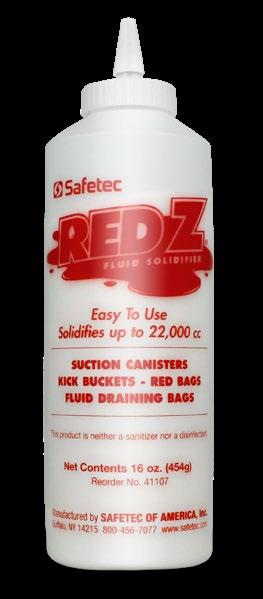 Safetec
RED Z
FLUID SOLIDIFIER
Easy To Use
Solidifies up to 22,000 cc
SUCTION CANISTERS
KICK BUCKETS - RED BAGS
FLUID DRAINING BAGS
This product is neither a sanitizer nor a disinfectant.
Net Contents 16 oz. (454g)
Reorder No. 41107
Manufactured by SAFETEC OF AMERICA, Inc.
Buffalo, NY 14215 800-456-7077 www.safetec.com